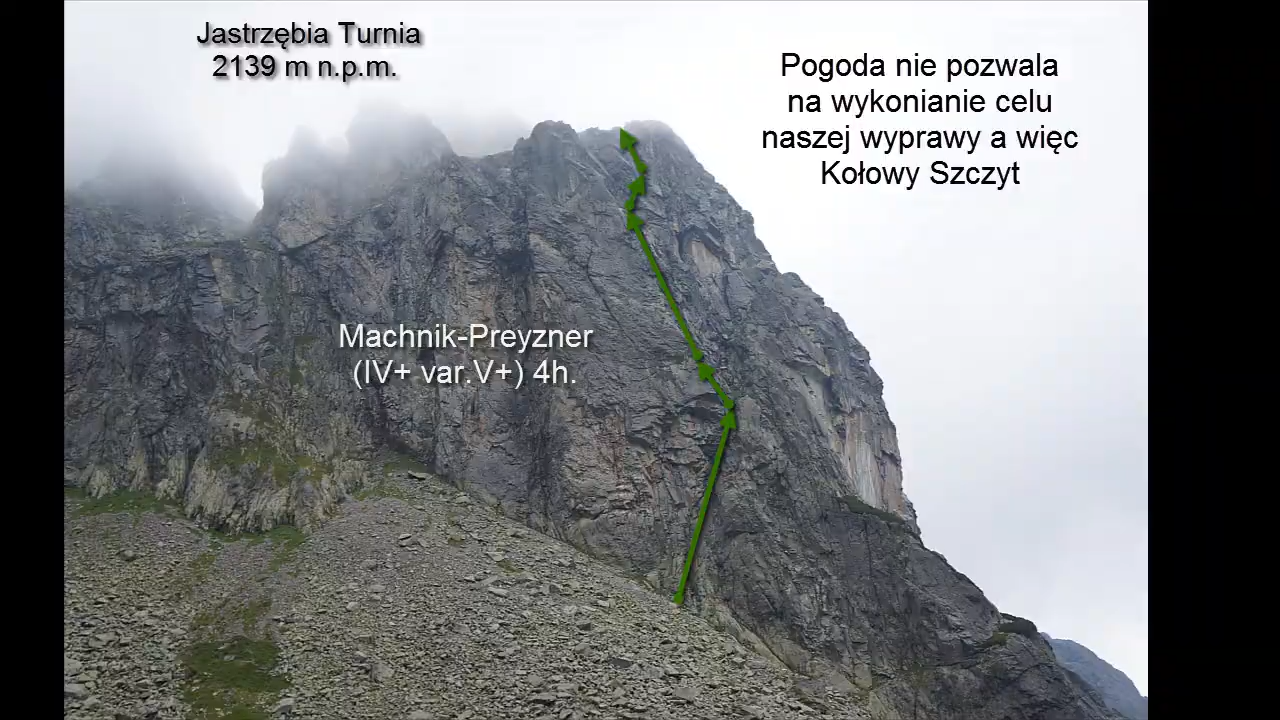 Jastrzębia Turnia
2139 m n.p.m.
Pogoda nie pozwala
na wykonianie celu
naszej wyprawy a więc
Kołowy Szczyt
Machnik-Preyzner
(IV+ var.V+) 4h.